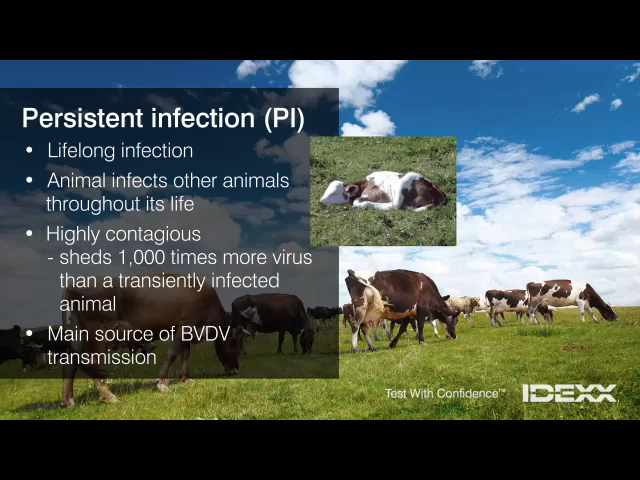 Persistent infection (PI)
• Lifelong infection
• Animal infects other animals
throughout its life
• Highly contagious
- sheds 1,000 times more virus
than a transiently infected
animal
• Main source of BVDV
transmission
Test With Confidence™ IDEXX